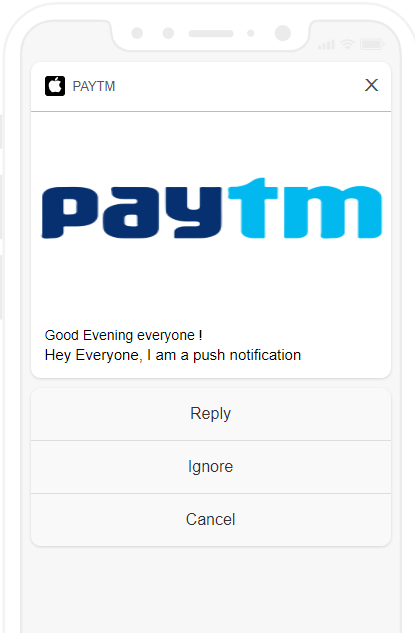 PAYTM X
paytm
Good Evening everyone !
Hey Everyone, I am a push notification
Reply
Ignore
Cancel